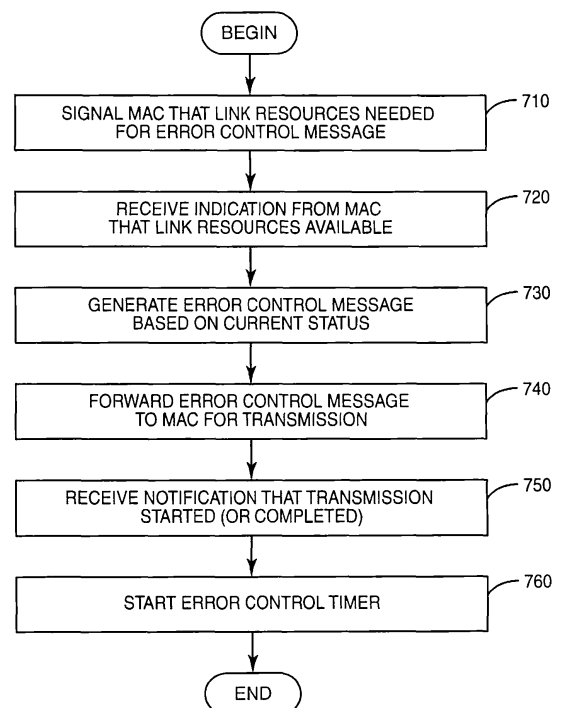 BEGIN
SIGNAL MAC THAT LINK RESOURCES NEEDED
FOR ERROR CONTROL MESSAGE
710
RECEIVE INDICATION FROM MAC
THAT LINK RESOURCES AVAILABLE
720
GENERATE ERROR CONTROL MESSAGE
BASED ON CURRENT STATUS
730
FORWARD ERROR CONTROL MESSAGE
TO MAC FOR TRANSMISSION
740
RECEIVE NOTIFICATION THAT TRANSMISSION
STARTED (OR COMPLETED)
750
START ERROR CONTROL TIMER
760
END